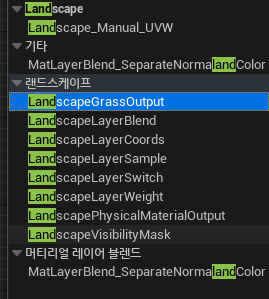 Landscape
Landscape_Manual_UVW
기타
MatLayerBlend_SeparateNormalandColor
랜드스케이프
LandscapeGrassOutput
LandscapeLayerBlend
LandscapeLayerCoords
LandscapeLayerSample
LandscapeLayerSwitch
LandscapeLayerWeight
LandscapePhysicalMaterialOutput
LandscapeVisibilityMask
머티리얼 레이어 블렌드
MatLayerBlend_SeparateNormalandColor